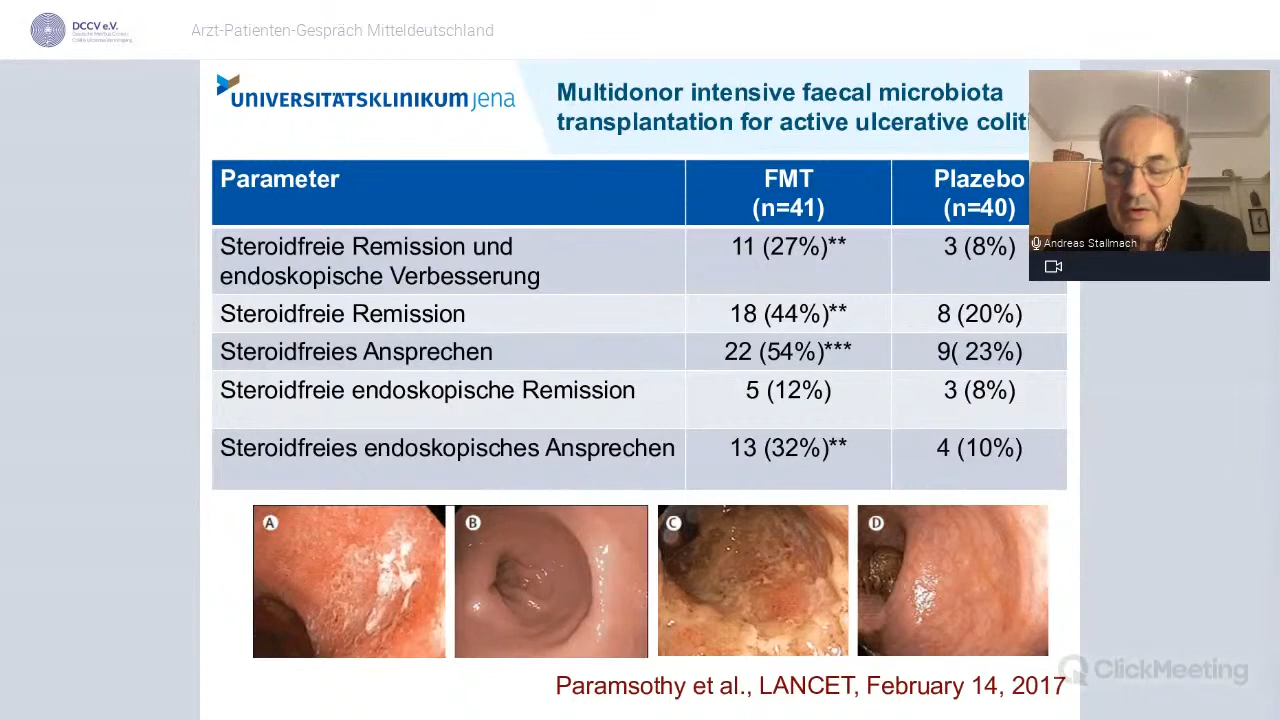 DCCV e.V.
Arzt-Patienten-Gespräch Mitteldeutschland
UNIVERSITÄTSKLINIKUM jena
Multidonor intensive faecal microbiota
transplantation for active ulcerative coliti
Parameter FMT Plazebo
(n=41) (n=40)
Steroidfreie Remission und 11 (27%)** 3 (8%)
endoskopische Verbesserung
Steroidfreie Remission 18 (44%)** 8 (20%)
Steroidfreies Ansprechen 22 (54%)*** 9( 23%)
Steroidfreie endoskopische Remission 5 (12%) 3 (8%)
Steroidfreies endoskopisches Ansprechen 13 (32%)** 4 (10%)
Andreas Stallmach
A B C D
Paramsothy et al., LANCET, February 14, 2017
ClickMeeting